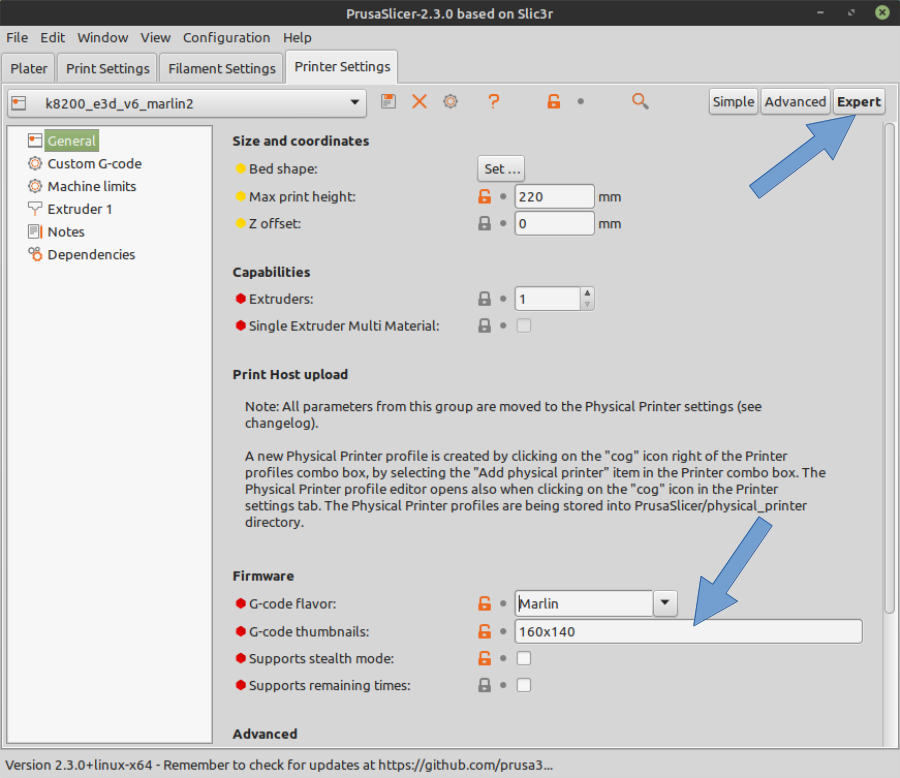 PrusaSlicer-2.3.0 based on Slic3r
File Edit Window View Configuration Help
Plater Print Settings Filament Settings Printer Settings
k8200_e3d_v6_marlin2 ? Simple Advanced Expert
General
Custom G-code
Machine limits
Extruder 1
Notes
Dependencies
Size and coordinates
Bed shape: Set ...
Max print height: 220 mm
Z offset: 0 mm
Capabilities
Extruders: 1
Single Extruder Multi Material:
Print Host upload
Note: All parameters from this group are moved to the Physical Printer settings (see
changelog).
A new Physical Printer profile is created by clicking on the "cog" icon right of the Printer
profiles combo box, by selecting the "Add physical printer" item in the Printer combo box. The
Physical Printer profile editor opens also when clicking on the "cog" icon in the Printer
settings tab. The Physical Printer profiles are being stored into PrusaSlicer/physical_printer
directory.
Firmware
G-code flavor: Marlin
G-code thumbnails: 160x140
Supports stealth mode:
Supports remaining times:
Advanced
Version 2.3.0+linux-x64 - Remember to check for updates at https://github.com/prusa3...